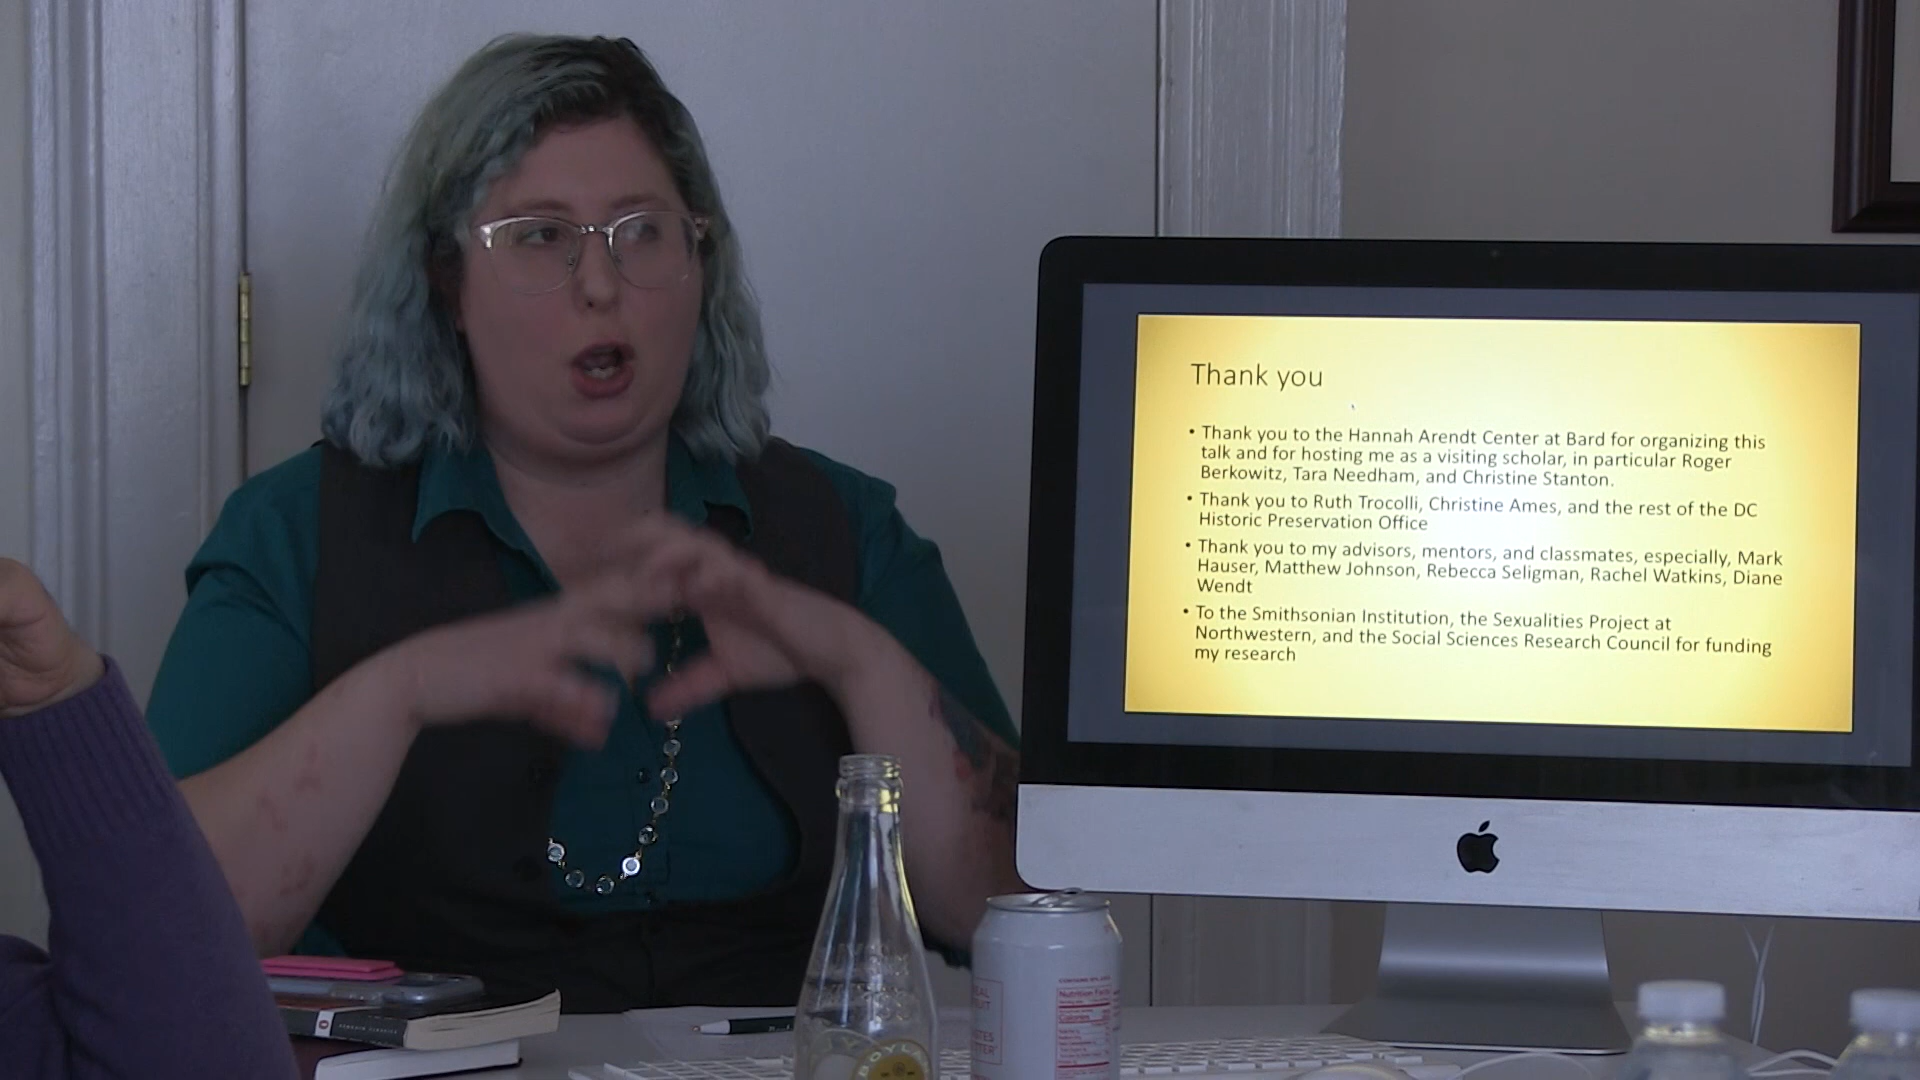 Thank you
• Thank you to the Hannah Arendt Center at Bard for organizing this
talk and for hosting me as a visiting scholar, in particular Roger
Berkowitz, Tara Needham, and Christine Stanton.
• Thank you to Ruth Trocolli, Christine Ames, and the rest of the DC
Historic Preservation Office
• Thank you to my advisors, mentors, and classmates, especially, Mark
Hauser, Matthew Johnson, Rebecca Seligman, Rachel Watkins, Diane
Wendt
• To the Smithsonian Institution, the Sexualities Project at
Northwestern, and the Social Sciences Research Council for funding
my research
Nutrition Facts
Calories